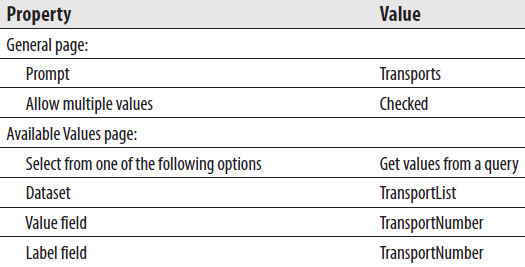 Property Value
General page:
Prompt Transports
Allow multiple values Checked
Available Values page:
Select from one of the following options Get values from a query
Dataset TransportList
Value field TransportNumber
Label field TransportNumber